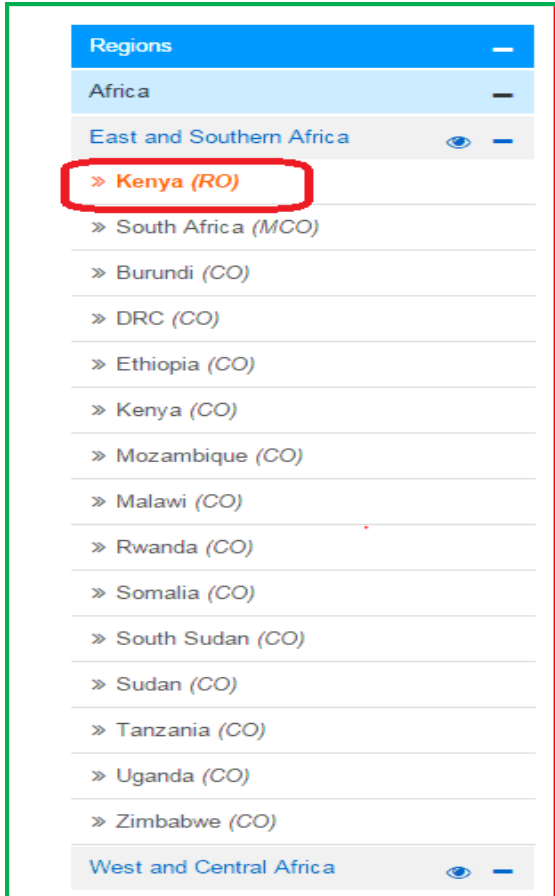 Regions
Africa
East and Southern Africa
» Kenya (RO)
» South Africa (MCO)
» Burundi (CO)
» DRC (CO)
» Ethiopia (CO)
» Kenya (CO)
» Mozambique (CO)
» Malawi (CO)
» Rwanda (CO)
» Somalia (CO)
» South Sudan (CO)
» Sudan (CO)
» Tanzania (CO)
» Uganda (CO)
» Zimbabwe (CO)
West and Central Africa